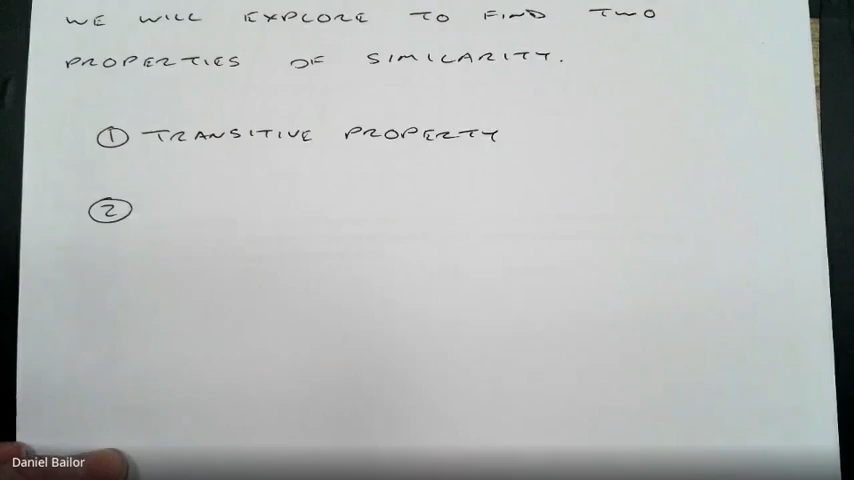 WE WILL EXPLORE TO FIND TWO
PROPERTIES OF SIMILARITY.
① TRANSITIVE PROPERTY
②
Daniel Bailor